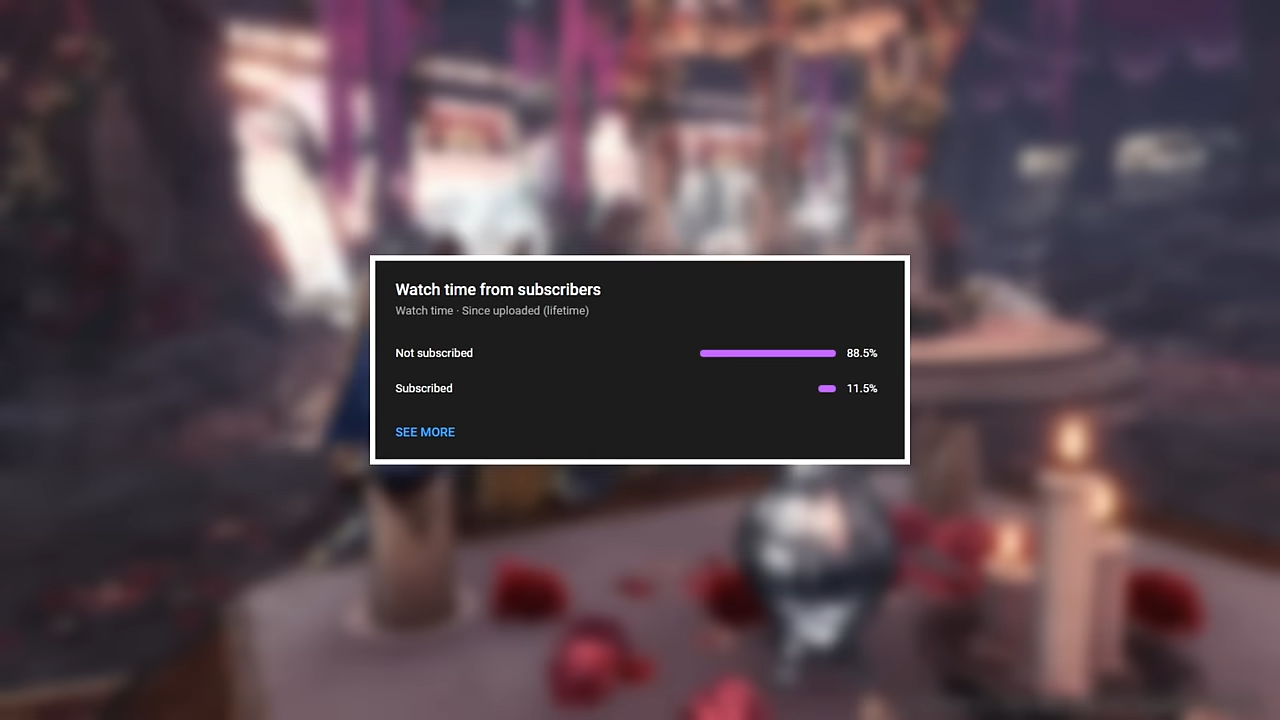 Watch time from subscribers
Watch time · Since uploaded (lifetime)
Not subscribed 88.5%
Subscribed 11.5%
SEE MORE